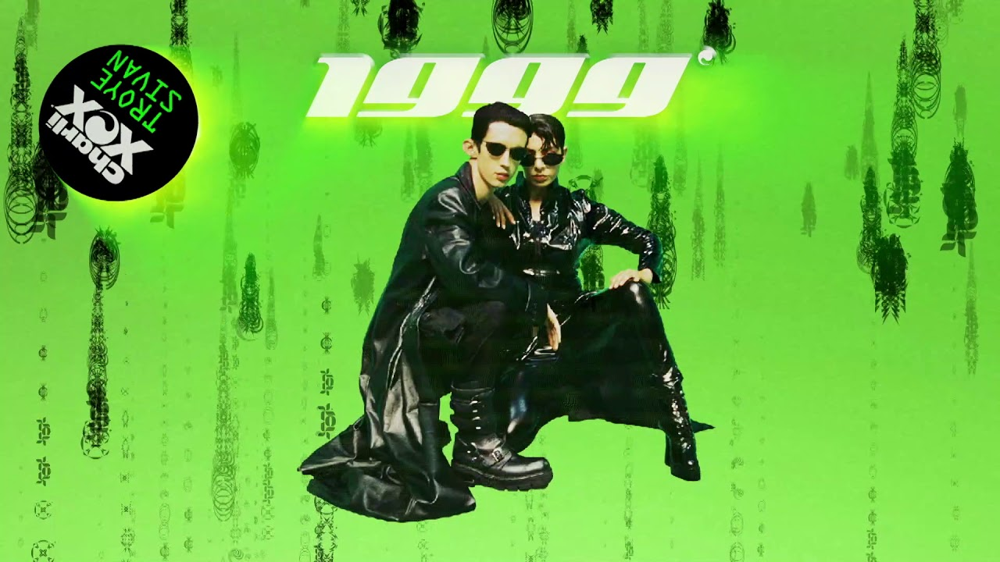 1999
Charli
XCX
TROYE
SIVAN